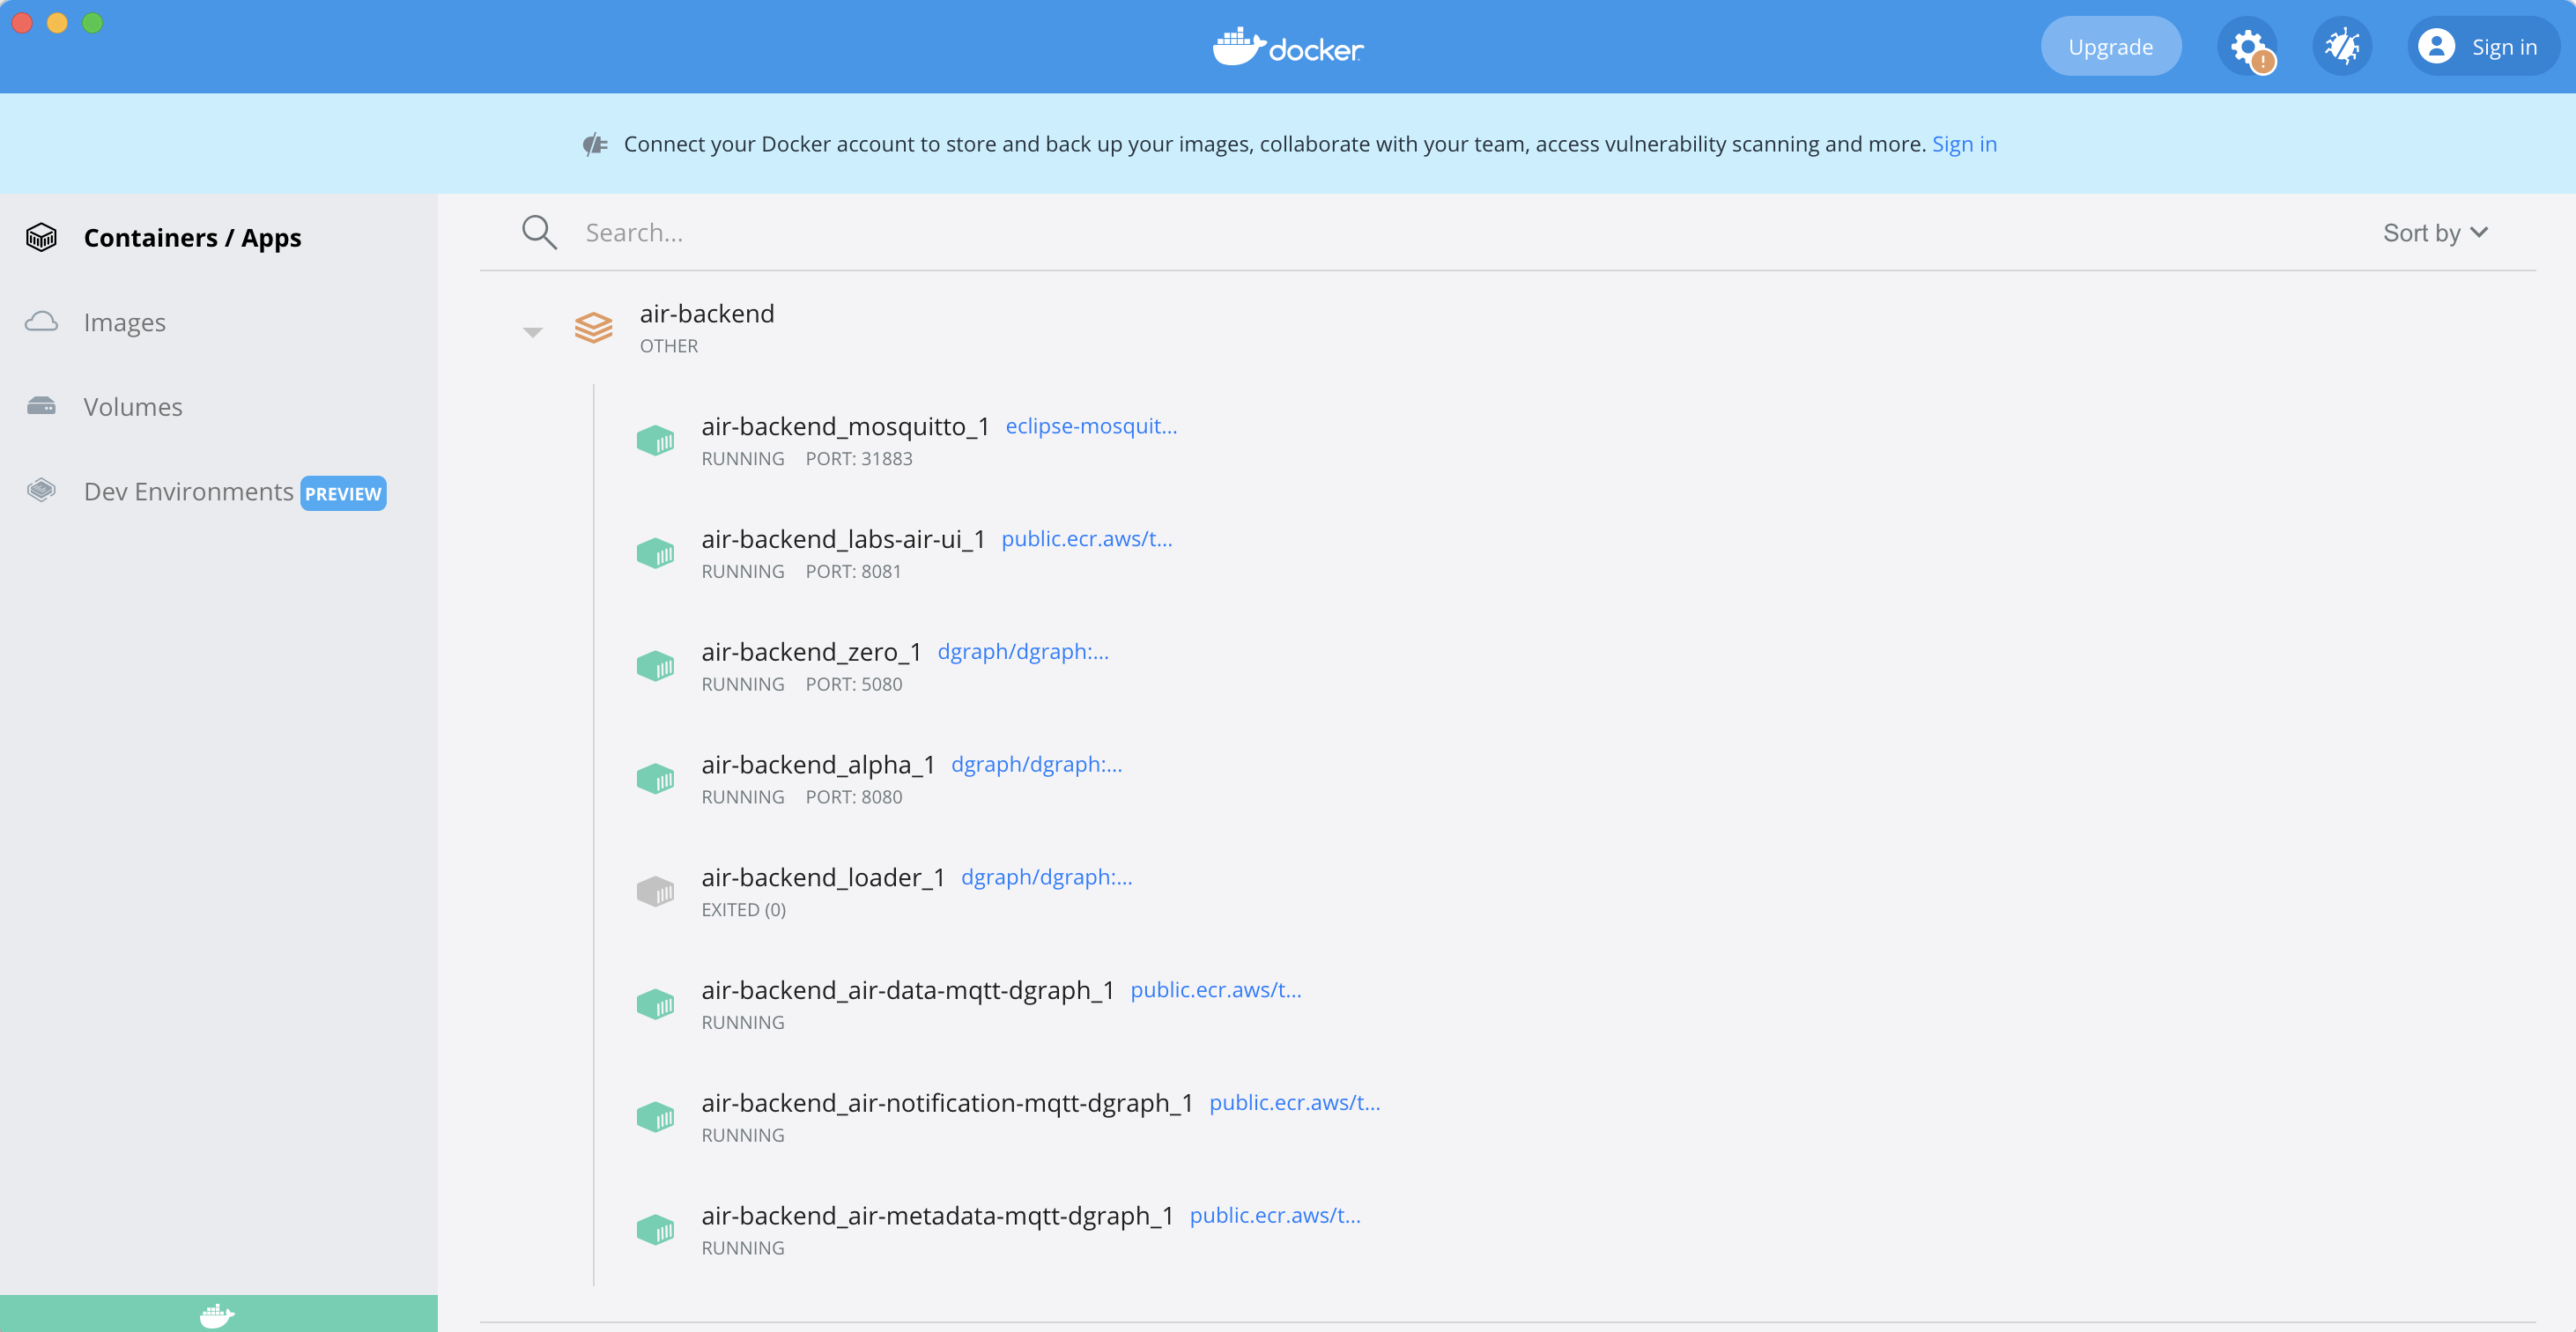 docker
Upgrade
Sign in
Connect your Docker account to store and back up your images, collaborate with your team, access vulnerability scanning and more. Sign in
Containers / Apps
Images
Volumes
Dev Environments PREVIEW
Search...
Sort by
air-backend
OTHER
air-backend_mosquitto_1 eclipse-mosquit...
RUNNING PORT: 31883
air-backend_labs-air-ui_1 public.ecr.aws/t...
RUNNING PORT: 8081
air-backend_zero_1 dgraph/dgraph:...
RUNNING PORT: 5080
air-backend_alpha_1 dgraph/dgraph:...
RUNNING PORT: 8080
air-backend_loader_1 dgraph/dgraph:...
EXITED (0)
air-backend_air-data-mqtt-dgraph_1 public.ecr.aws/t...
RUNNING
air-backend_air-notification-mqtt-dgraph_1 public.ecr.aws/t...
RUNNING
air-backend_air-metadata-mqtt-dgraph_1 public.ecr.aws/t...
RUNNING